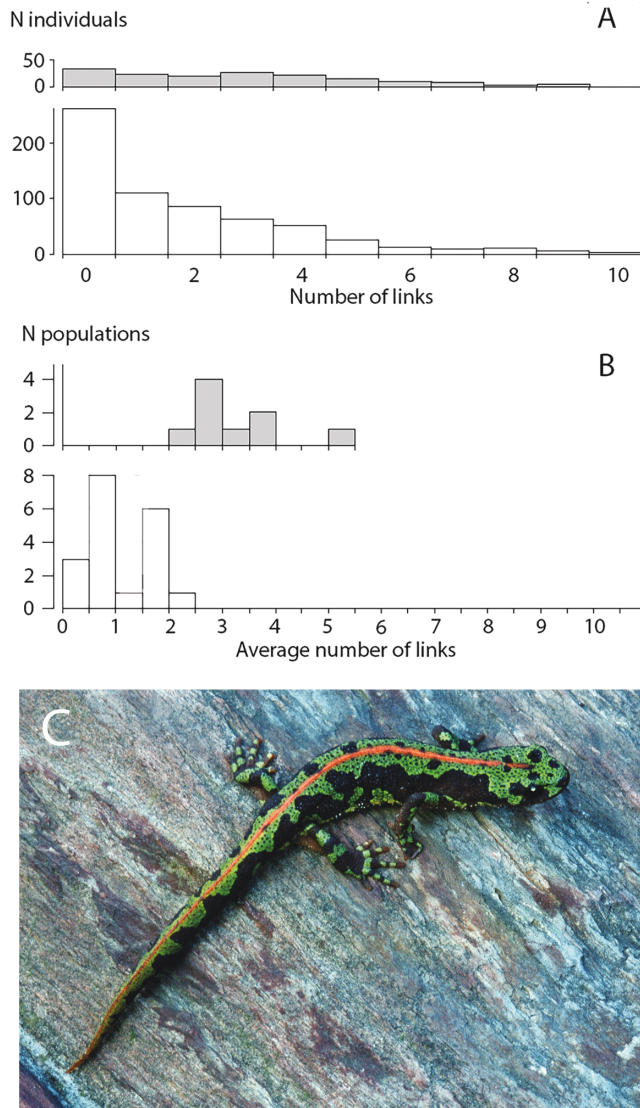 N individuals
A
50
0
200
100
0
0 2 4 6 8 10
Number of links
N populations
B
4
2
0
8
6
4
2
0
0 1 2 3 4 5 6 7 8 9 10
Average number of links
C